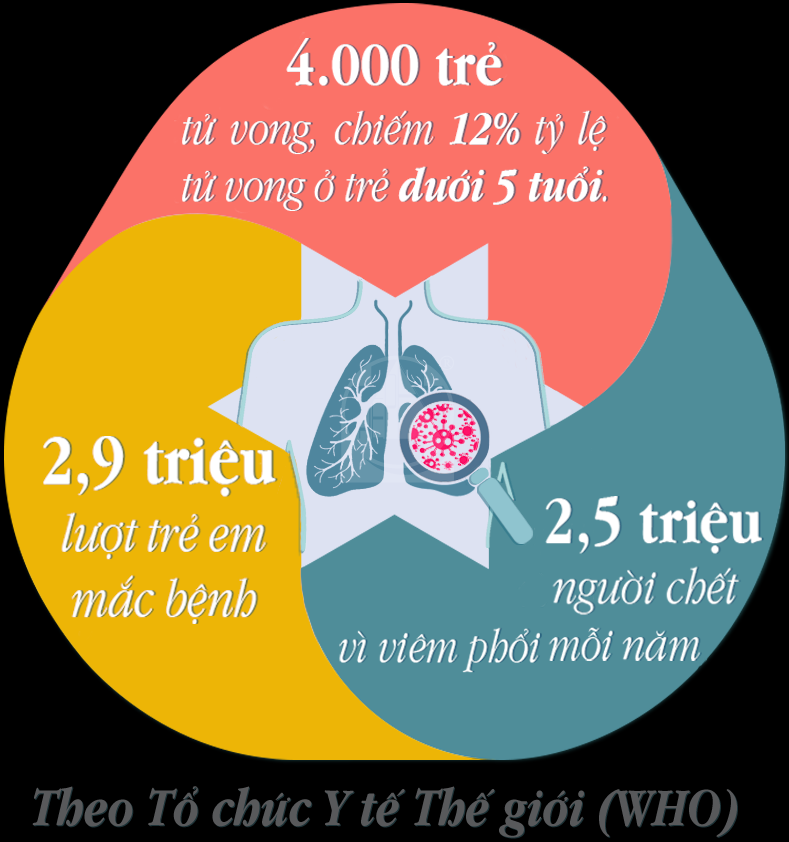 4.000 trẻ
tử vong, chiếm 12% tỷ lệ
tử vong ở trẻ dưới 5 tuổi.
2,9 triệu
lượt trẻ em
mắc bệnh
2,5 triệu
người chết
vì viêm phổi mỗi năm
Theo Tổ chức Y tế Thế giới (WHO)